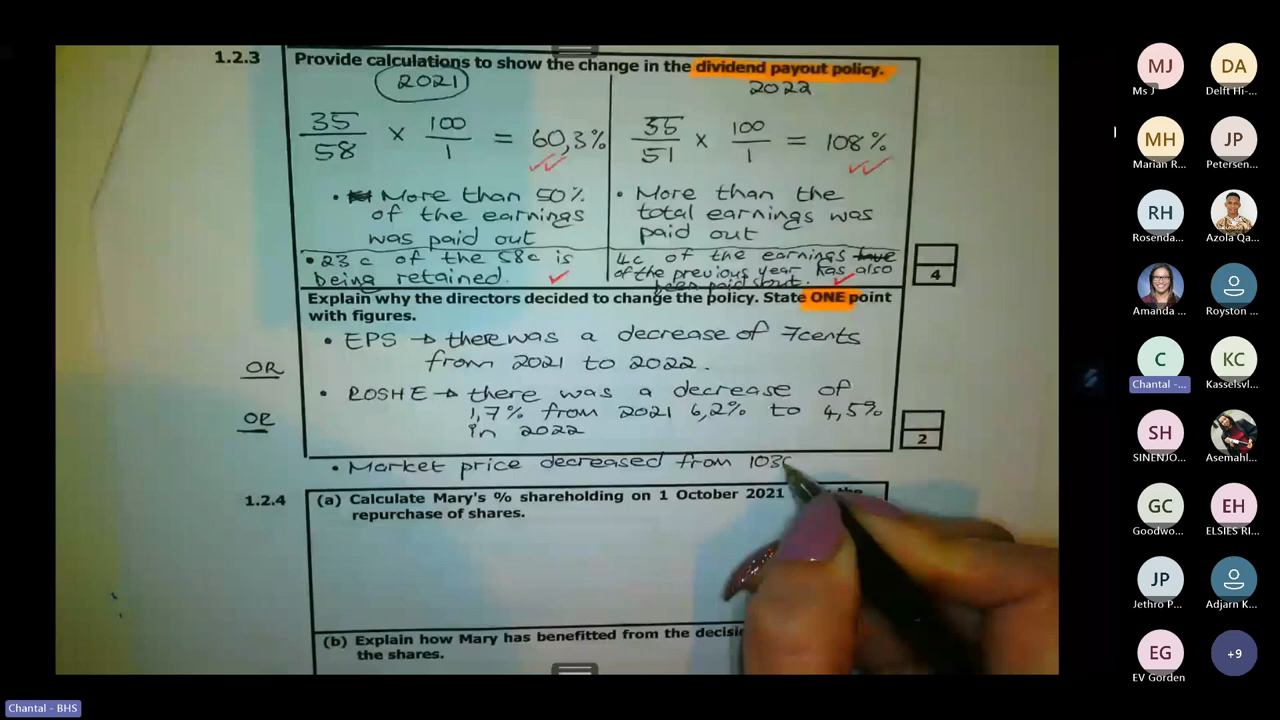 1.2.3 Provide calculations to show the change in the dividend payout policy.
2021
2022
35/58 × 100/1 = 60,3%
55/51 × 100/1 = 108%
• More than 50%
of the earnings
was paid out
• More than the
total earnings was
paid out
• 23 c of the 58c is
being retained.
4c of the earnings have
of the previous year has also
been paid out.
4
Explain why the directors decided to change the policy. State ONE point
with figures.
• EPS → there was a decrease of 7cents
from 2021 to 2022.
OR
• ROSHE → there was a decrease of
1,7% from 2021 6,2% to 4,5%
in 2022
OR
2
• Market price decreased from 103
1.2.4 (a) Calculate Mary's % shareholding on 1 October 2021 the
repurchase of shares.
(b) Explain how Mary has benefitted from the
the shares.
MJ
Ms J
DA
Delft Hi-...
MH
Marian R...
JP
Petersen...
RH
Rosenda...
Azola Qa...
Amanda ...
Royston ...
C
Chantal -...
KC
Kasselsvl...
SH
SINENJO...
Asemahl...
GC
Goodwo...
EH
ELSIES RI...
JP
Jethro P...
Adjarn K...
EG
EV Gorden
+9
Chantal - BHS